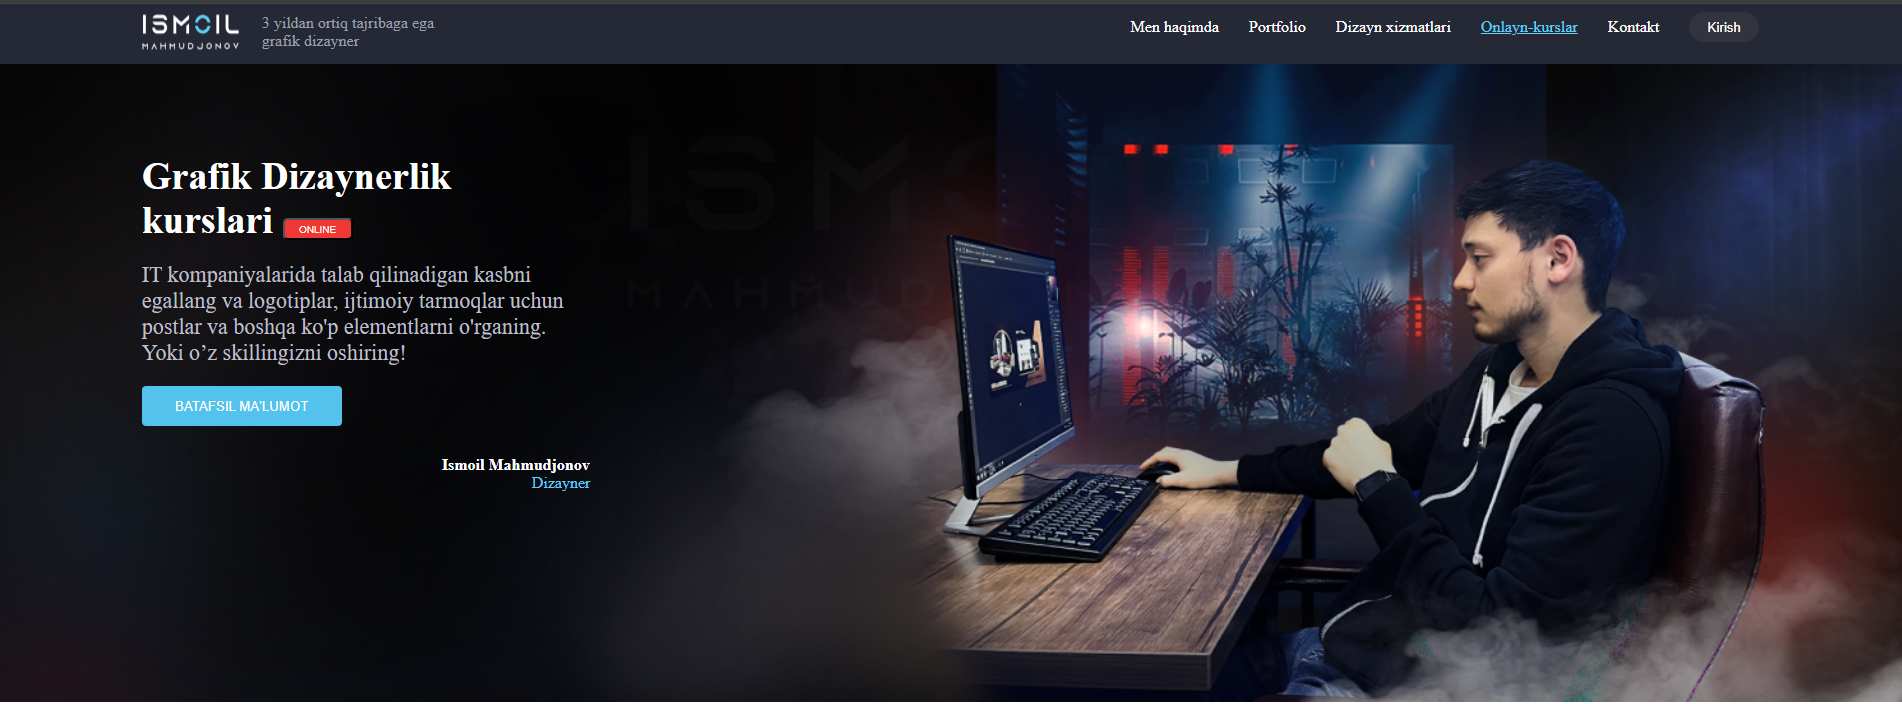 ISMOIL
MAHMUDJONOV
3 yildan ortiq tajribaga ega
grafik dizayner
Men haqimda
Portfolio
Dizayn xizmatlari
Onlayn-kurslar
Kontakt
Kirish
Grafik Dizaynerlik
kurslari ONLINE
IT kompaniyalarida talab qilinadigan kasbni
egallang va logotiplar, ijtimoiy tarmoqlar uchun
postlar va boshqa ko'p elementlarni o'rganing.
Yoki o’z skillingizni oshiring!
BATAFSIL MA'LUMOT
Ismoil Mahmudjonov
Dizayner